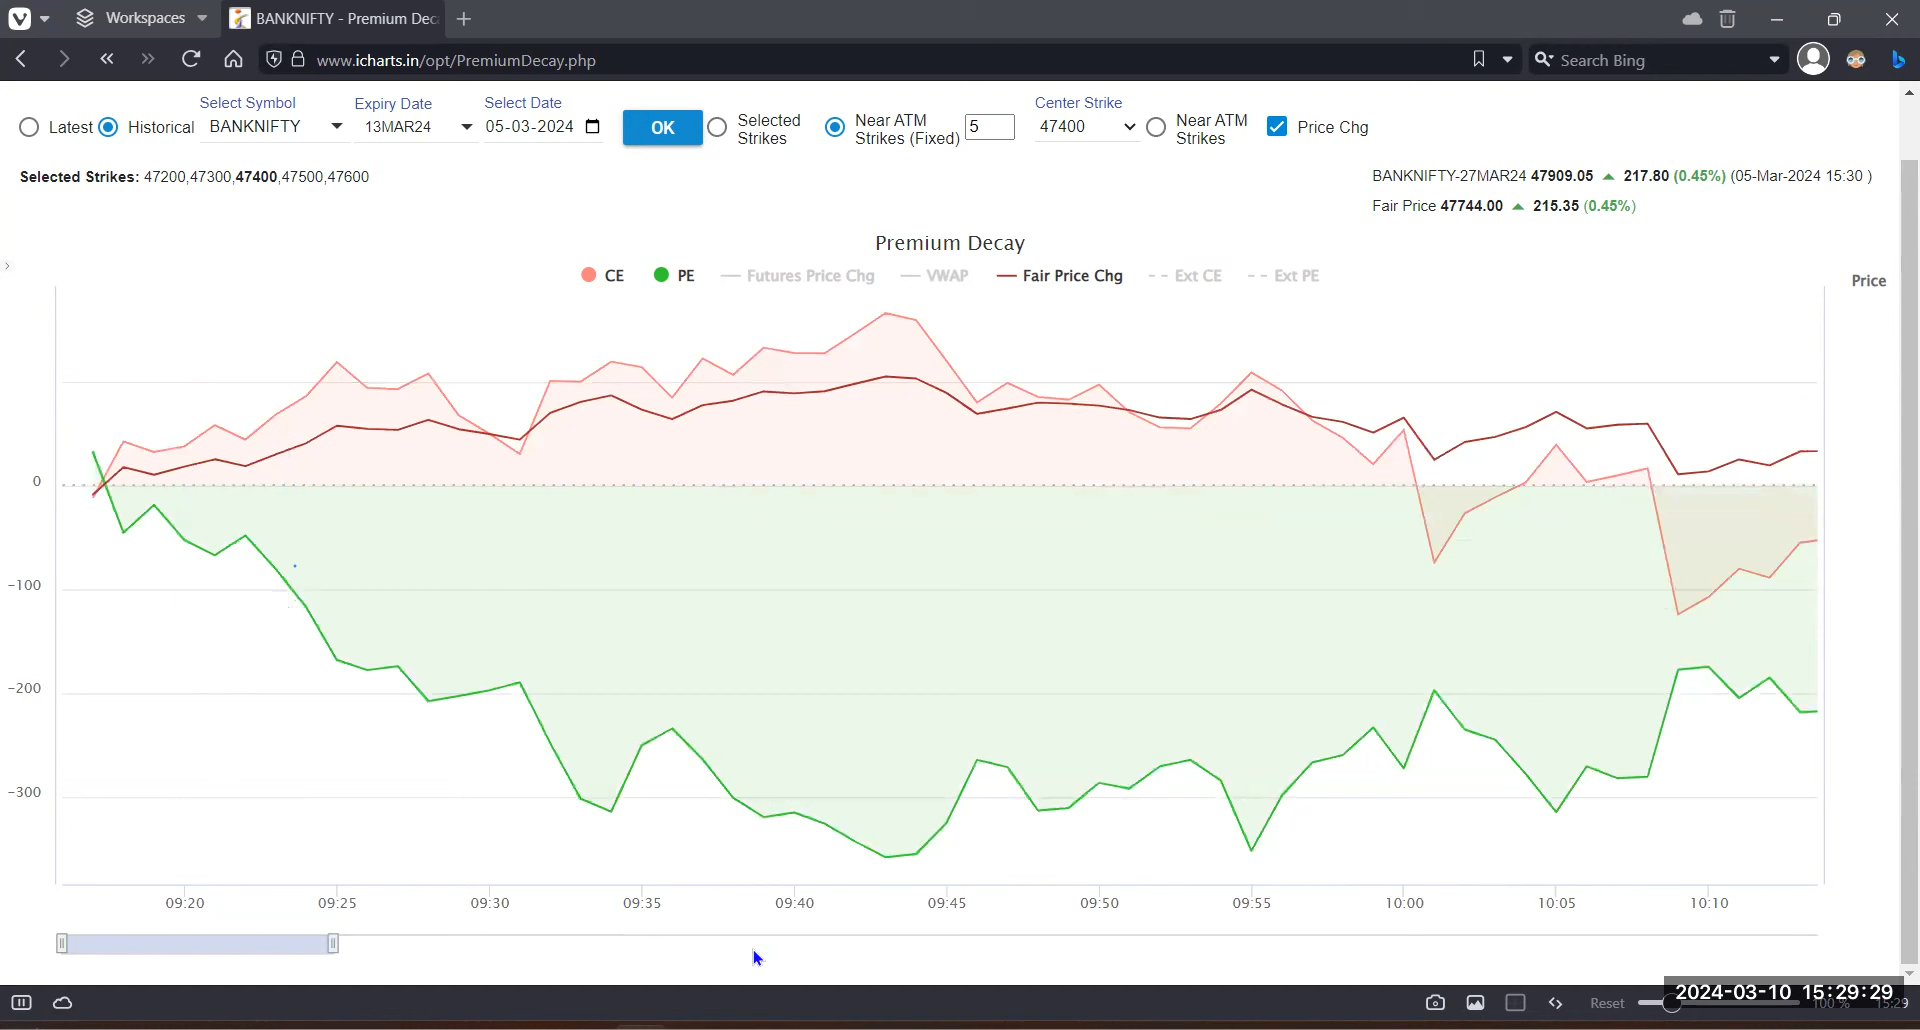 Workspaces
BANKNIFTY - Premium Dec
www.icharts.in/opt/PremiumDecay.php
Search Bing
Select Symbol Expiry Date Select Date Center Strike
Latest Historical BANKNIFTY 13MAR24 05-03-2024 OK Selected Strikes Near ATM Strikes (Fixed) 5 47400 Near ATM Strikes Price Chg
Selected Strikes: 47200,47300,47400,47500,47600
BANKNIFTY-27MAR24 47909.05 ▲ 217.80 (0.45%) (05-Mar-2024 15:30 )
Fair Price 47744.00 ▲ 215.35 (0.45%)
Premium Decay
CE PE Futures Price Chg VWAP Fair Price Chg Ext CE Ext PE
Price
0
-100
-200
-300
09:20 09:25 09:30 09:35 09:40 09:45 09:50 09:55 10:00 10:05 10:10
2024-03-10 15:29:29
Reset 100 % 15:29